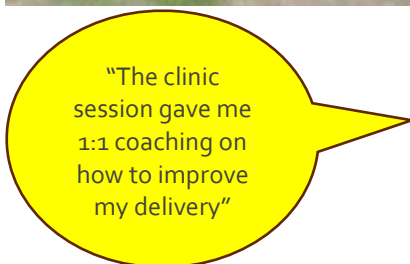 “The clinic
session gave me
1:1 coaching on
how to improve
my delivery”